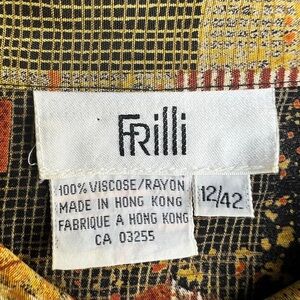 FRilli
100% VISCOSE/RAYON
MADE IN HONG KONG
FABRIQUE A HONG KONG
CA 03255
12/42